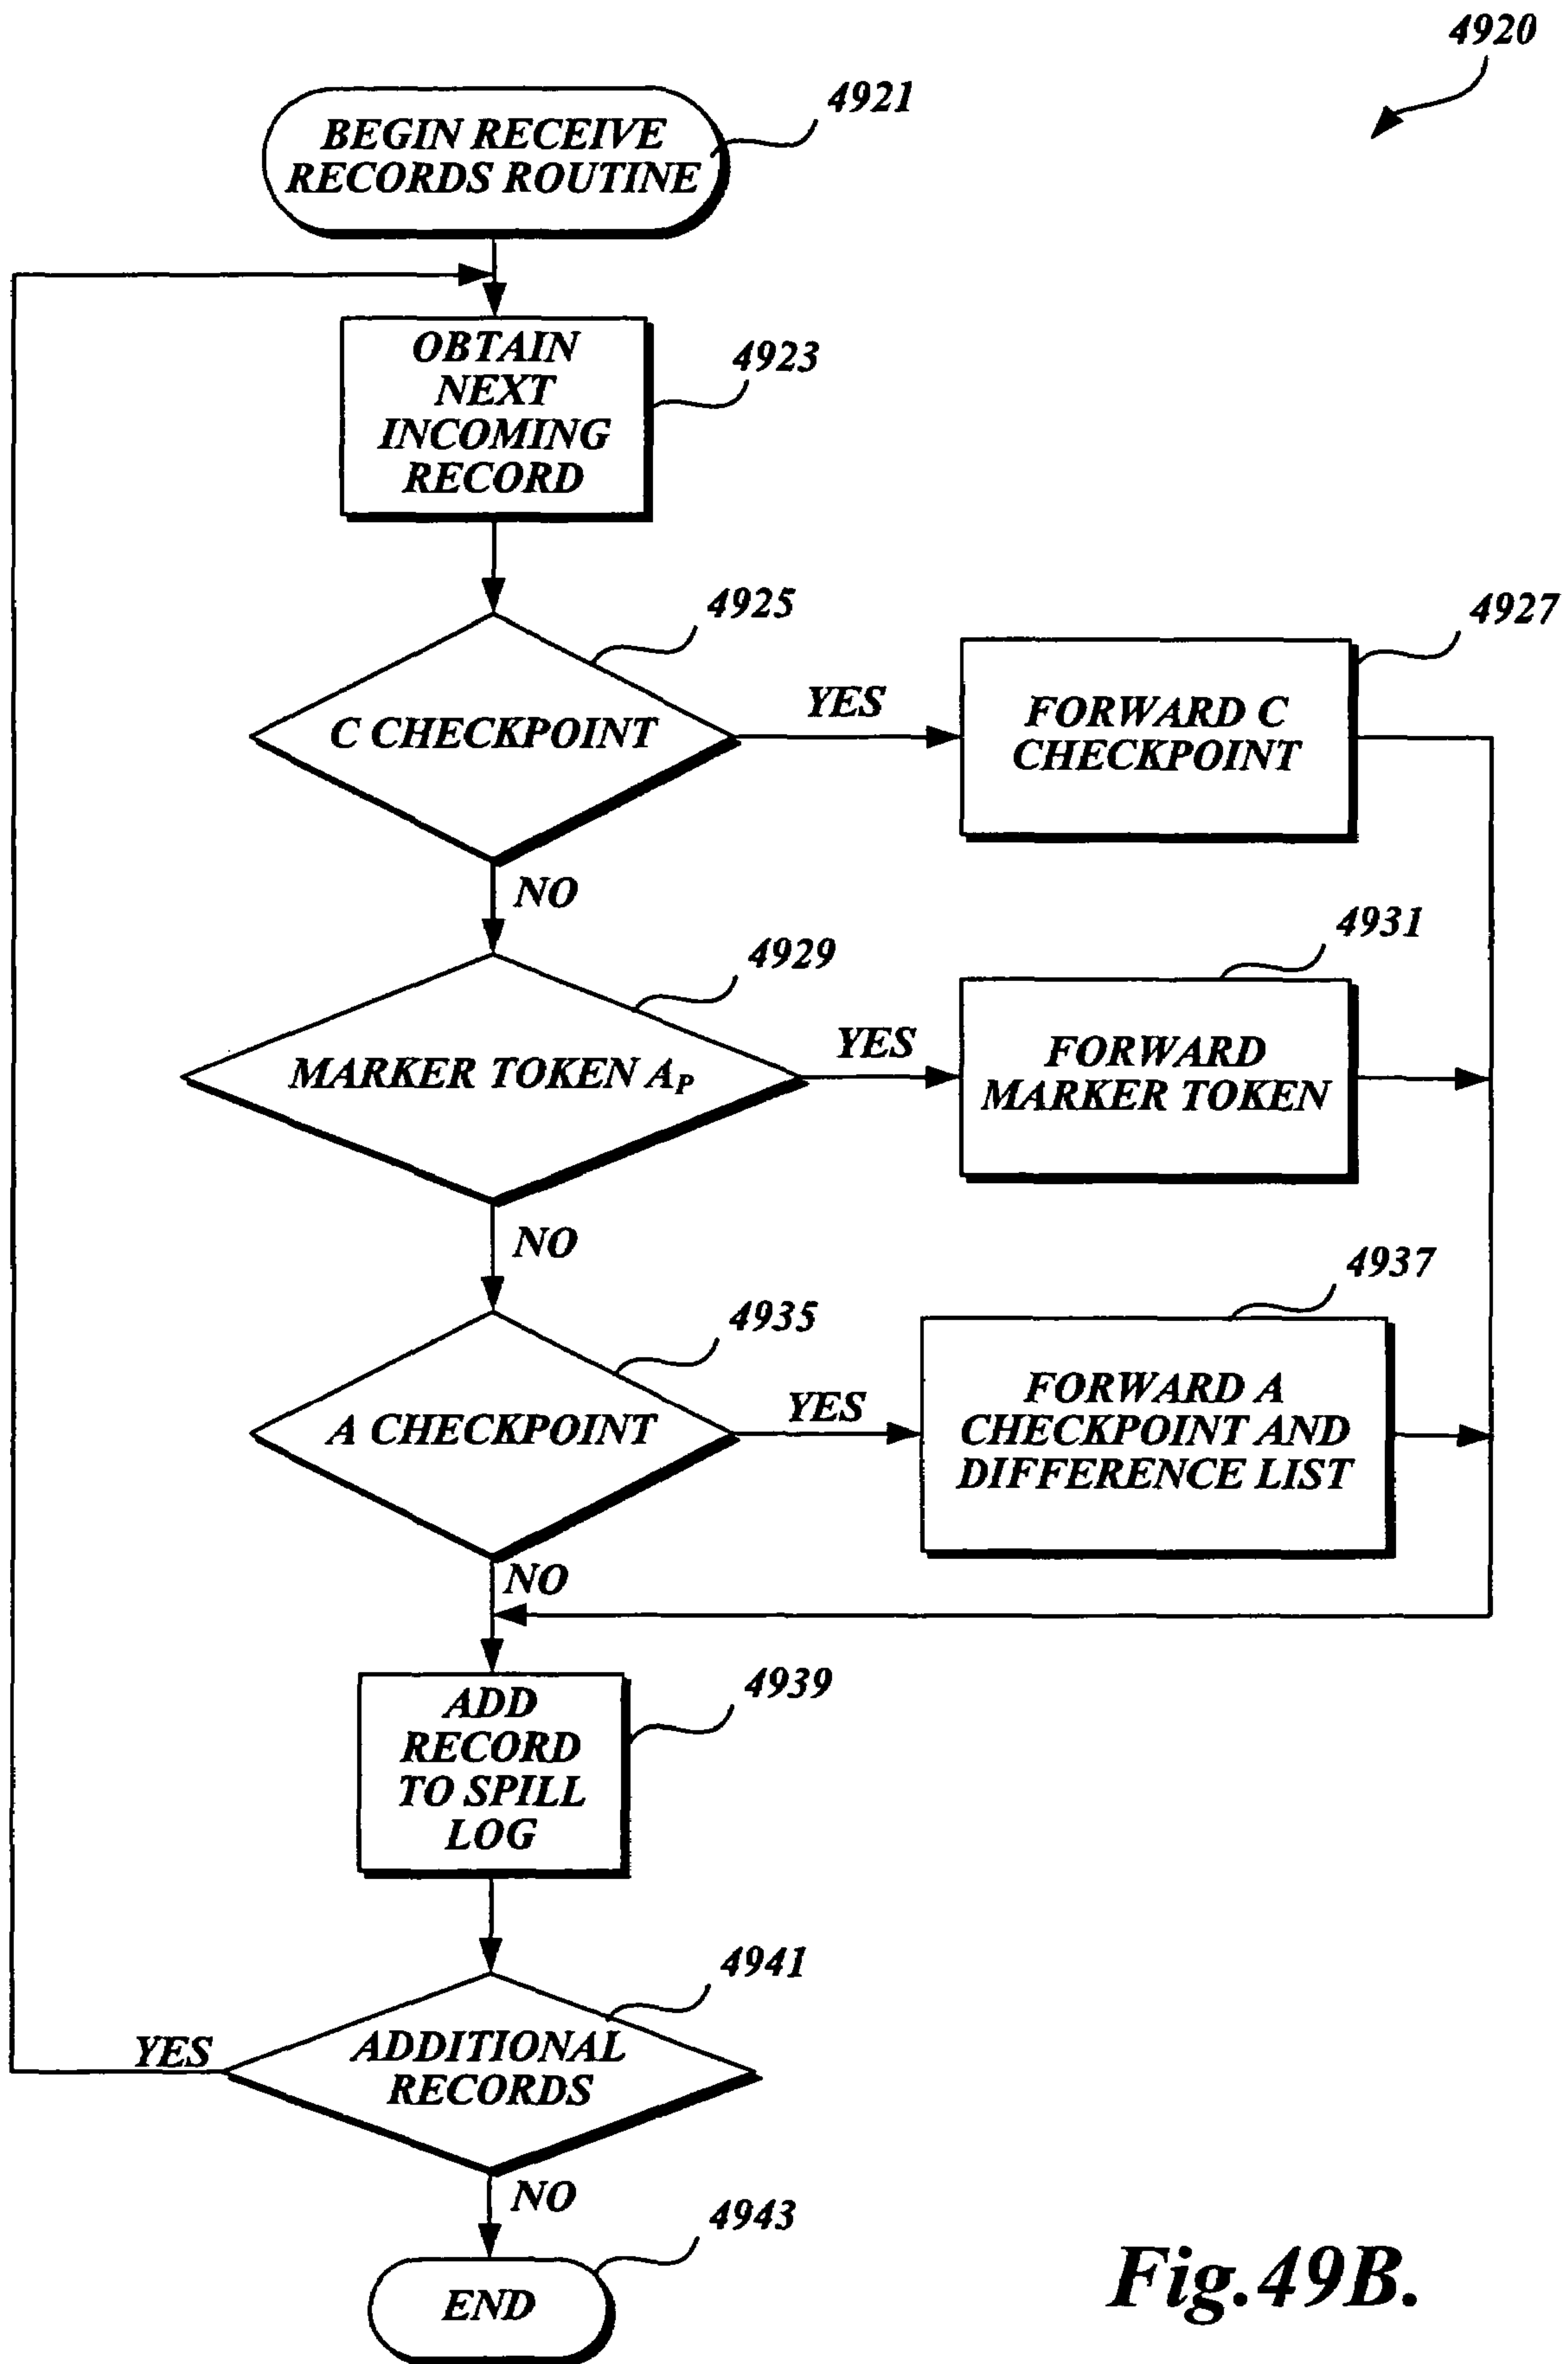 4920
4921
BEGIN RECEIVE
RECORDS ROUTINE
4923
OBTAIN
NEXT
INCOMING
RECORD
4925
C CHECKPOINT
YES
4927
FORWARD C
CHECKPOINT
NO
4929
MARKER TOKEN AP
YES
4931
FORWARD
MARKER TOKEN
NO
4935
A CHECKPOINT
YES
4937
FORWARD A
CHECKPOINT AND
DIFFERENCE LIST
NO
4939
ADD
RECORD
TO SPILL
LOG
4941
ADDITIONAL
RECORDS
YES
NO
4943
END
Fig.49B.